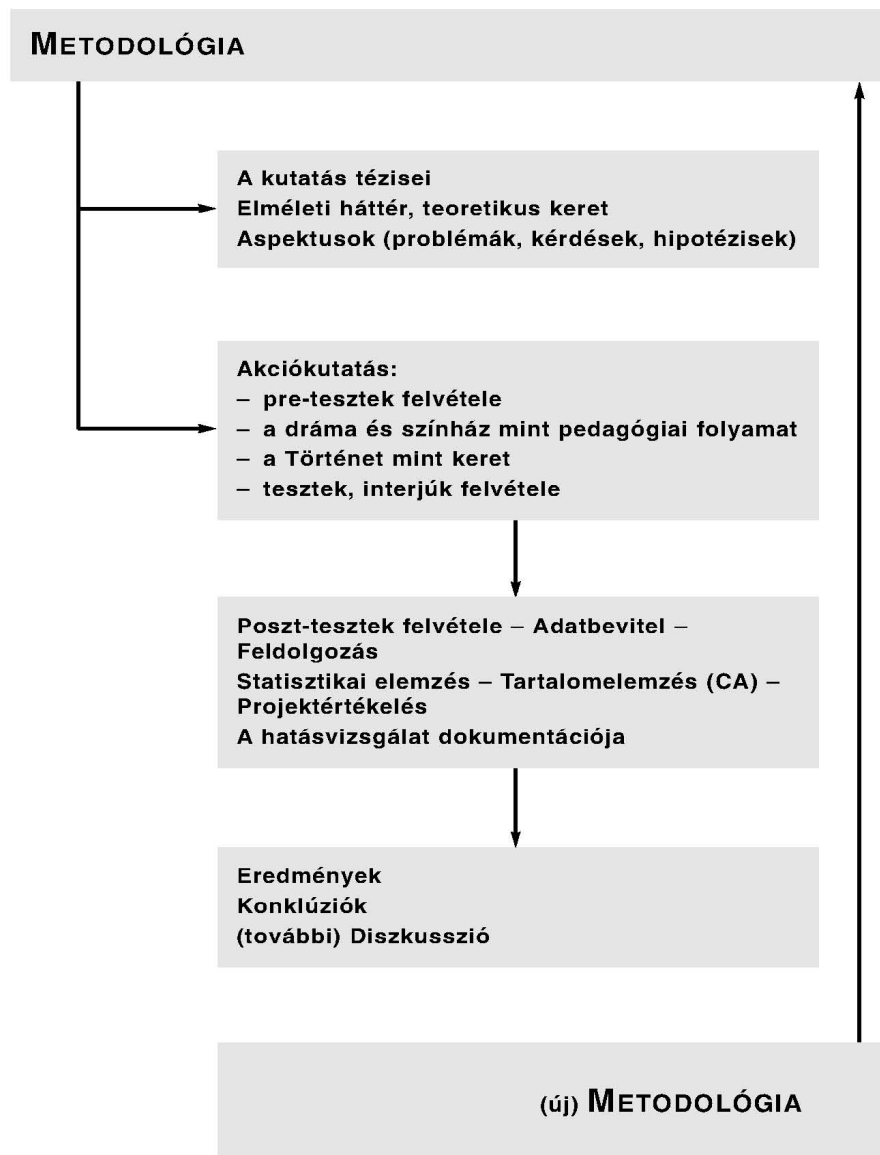 METODOLÓGIA
A kutatás tézisei
Elméleti háttér, teoretikus keret
Aspektusok (problémák, kérdések, hipotézisek)
Akciókutatás:
– pre-tesztek felvétele
– a dráma és színház mint pedagógiai folyamat
– a Történet mint keret
– tesztek, interjúk felvétele
Poszt-tesztek felvétele – Adatbevitel –
Feldolgozás
Statisztikai elemzés – Tartalomelemzés (CA) –
Projektértékelés
A hatásvizsgálat dokumentációja
Eredmények
Konklúziók
(további) Diszkusszió
(új) METODOLÓGIA